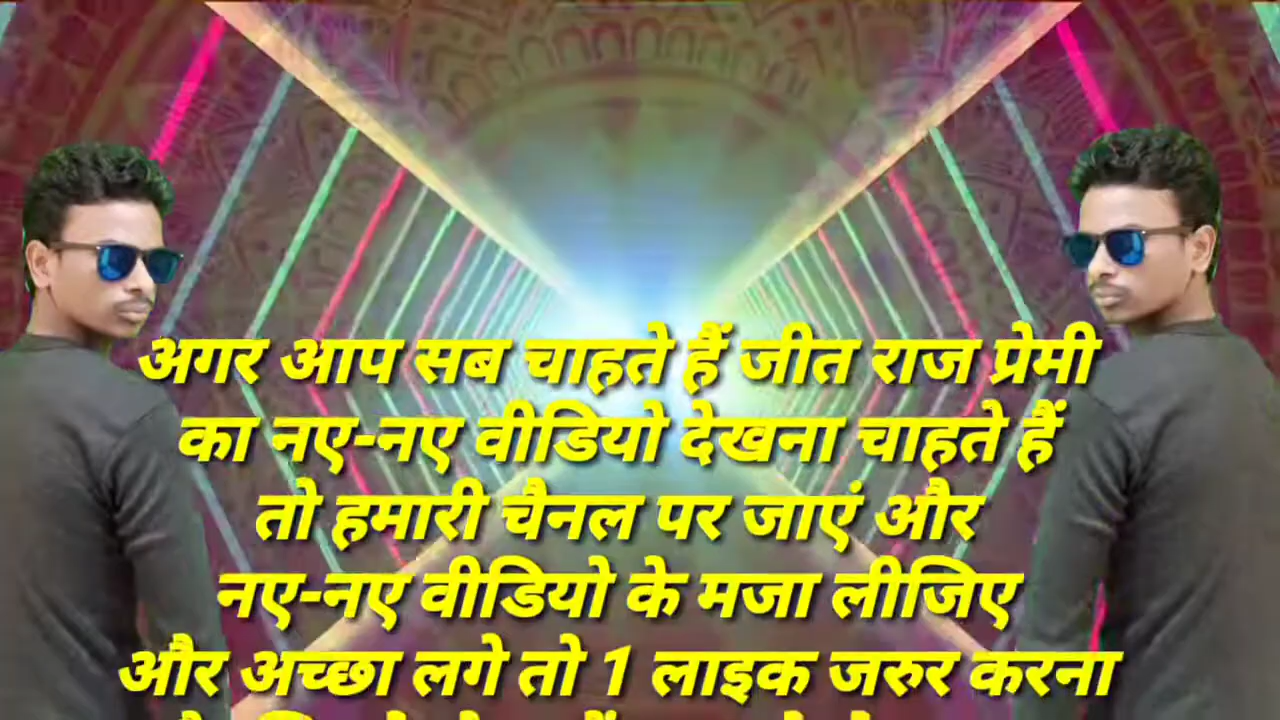 अगर आप सब चाहते हैं जीत राज प्रेमी
का नए-नए वीडियो देखना चाहते हैं
तो हमारी चैनल पर जाएं और
नए-नए वीडियो के मजा लीजिए
और अच्छा लगे तो 1 लाइक जरुर करना